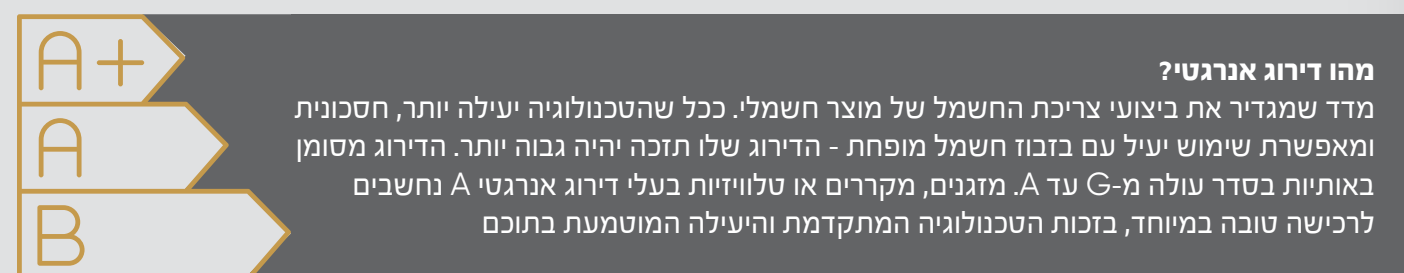 מהו דירוג אנרגטי?
מדד שמגדיר את ביצועי צריכת החשמל של מוצר חשמלי. ככל שהטכנולוגיה יעילה יותר, חסכונית
ומאפשרת שימוש יעיל עם בזבוז חשמל מופחת - הדירוג שלו תזכה יהיה גבוה יותר. הדירוג מסומן
באותיות בסדר עולה מ-G עד A. מזגנים, מקררים או טלוויזיות בעלי דירוג אנרגטי A נחשבים
לרכישה טובה במיוחד, בזכות הטכנולוגיה המתקדמת והיעילה המוטמעת בתוכם
A+
A
B